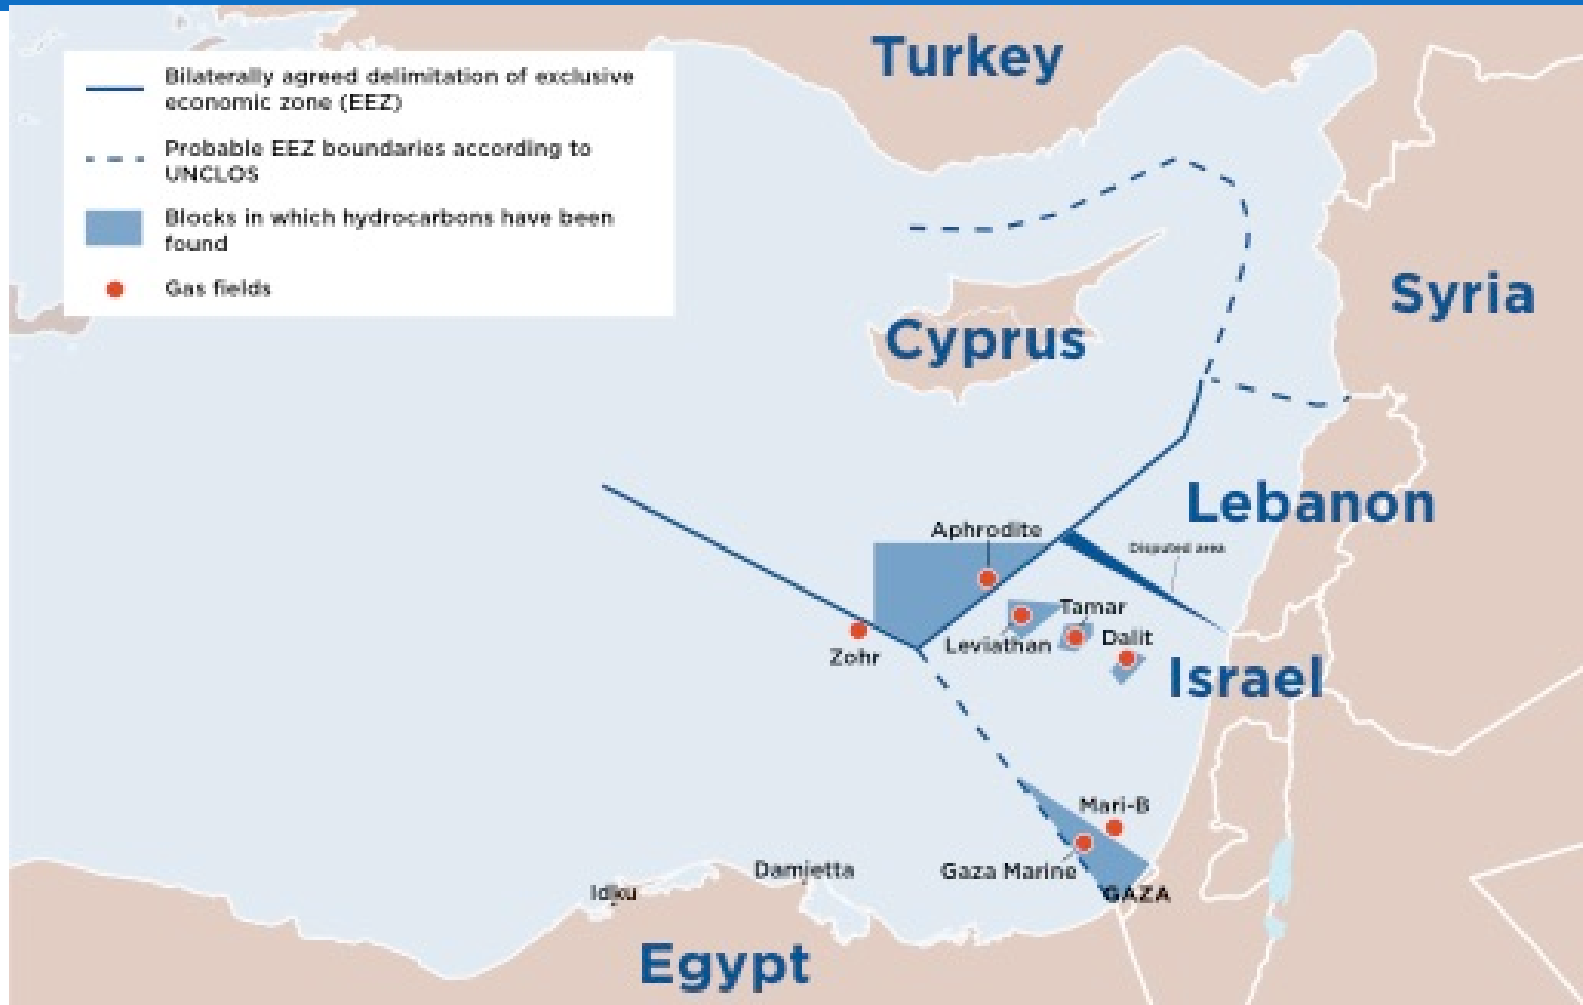 Turkey
Bilaterally agreed delimitation of exclusive
economic zone (EEZ)
Probable EEZ boundaries according to
UNCLOS
Blocks in which hydrocarbons have been
found
Gas fields
Syria
Cyprus
Lebanon
Aphrodite
Disputed area
Tamar
Leviathan
Dalit
Zohr
Israel
Mari-B
Gaza Marine
Damietta
Idku
GAZA
Egypt